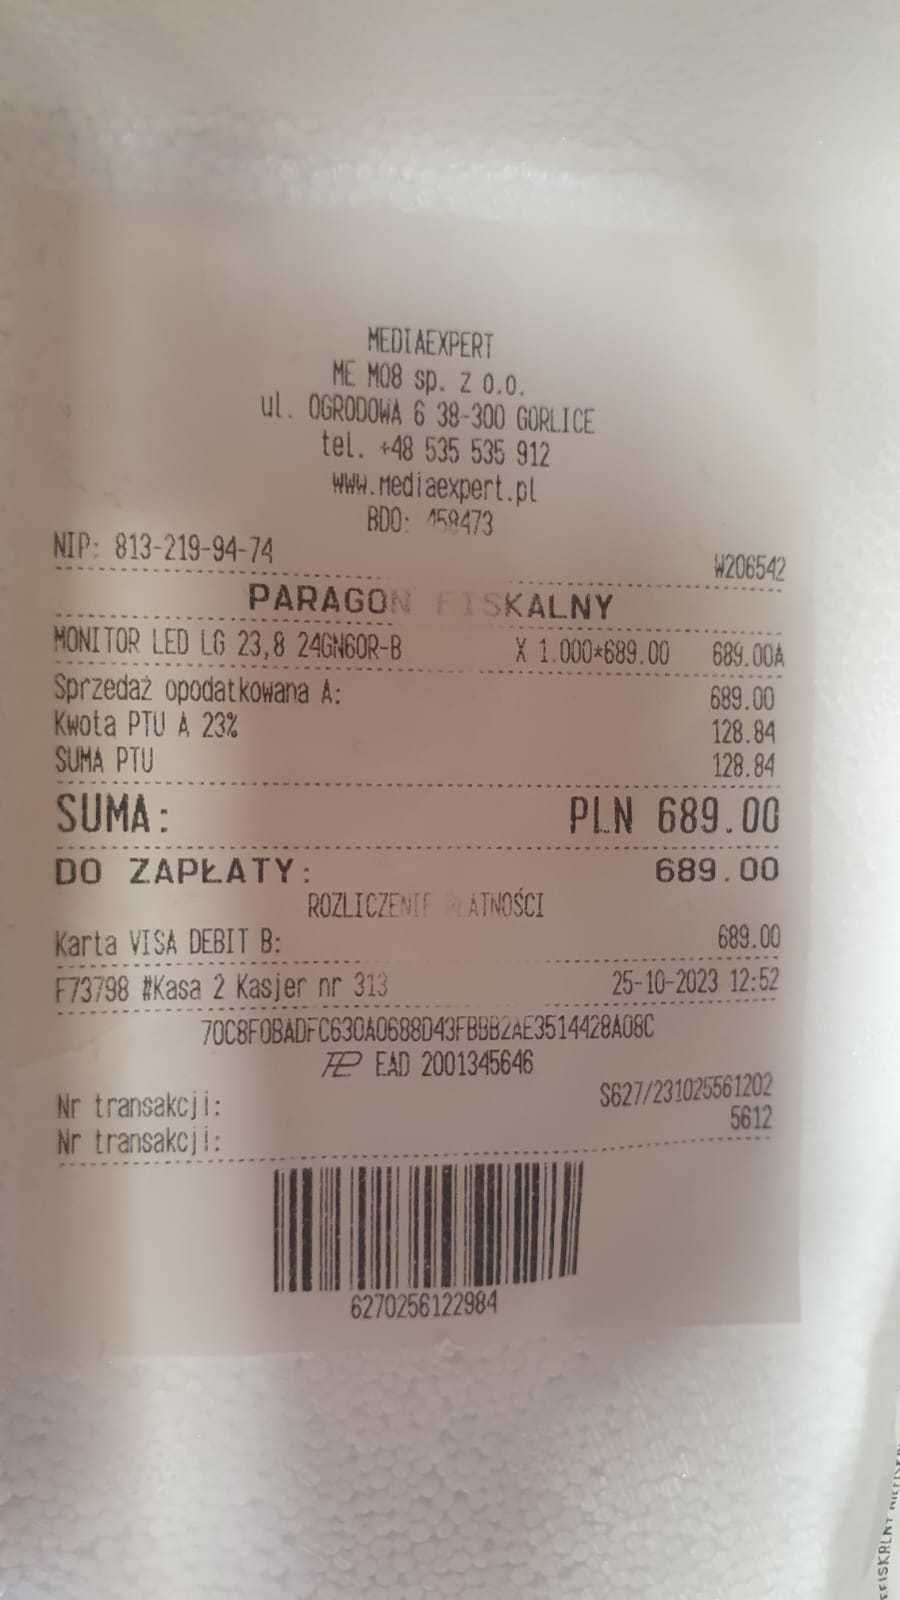 MEDIAEXPERT
ME M08 sp. z o.o.
ul. OGRODOWA 6 38-300 GORLICE
tel. +48 535 535 912
www.mediaexpert.pl
BDO: 458473
NIP: 813-219-94-74 W206542
PARAGON FISKALNY
MONITOR LED LG 23,8 24GN60R-B X 1.000*689.00 689.00A
Sprzedaż opodatkowana A: 689.00
Kwota PTU A 23% 128.84
SUMA PTU 128.84
SUMA: PLN 689.00
DO ZAPŁATY: 689.00
ROZLICZENIE PŁATNOŚCI
Karta VISA DEBIT B: 689.00
F73798 #Kasa 2 Kasjer nr 313 25-10-2023 12:52
70C8F0BADFC630A0688D43FBBB2AE3514428A08C
EAD 2001345646
Nr transakcji: S627/231025561202
Nr transakcji: 5612
6270256122984